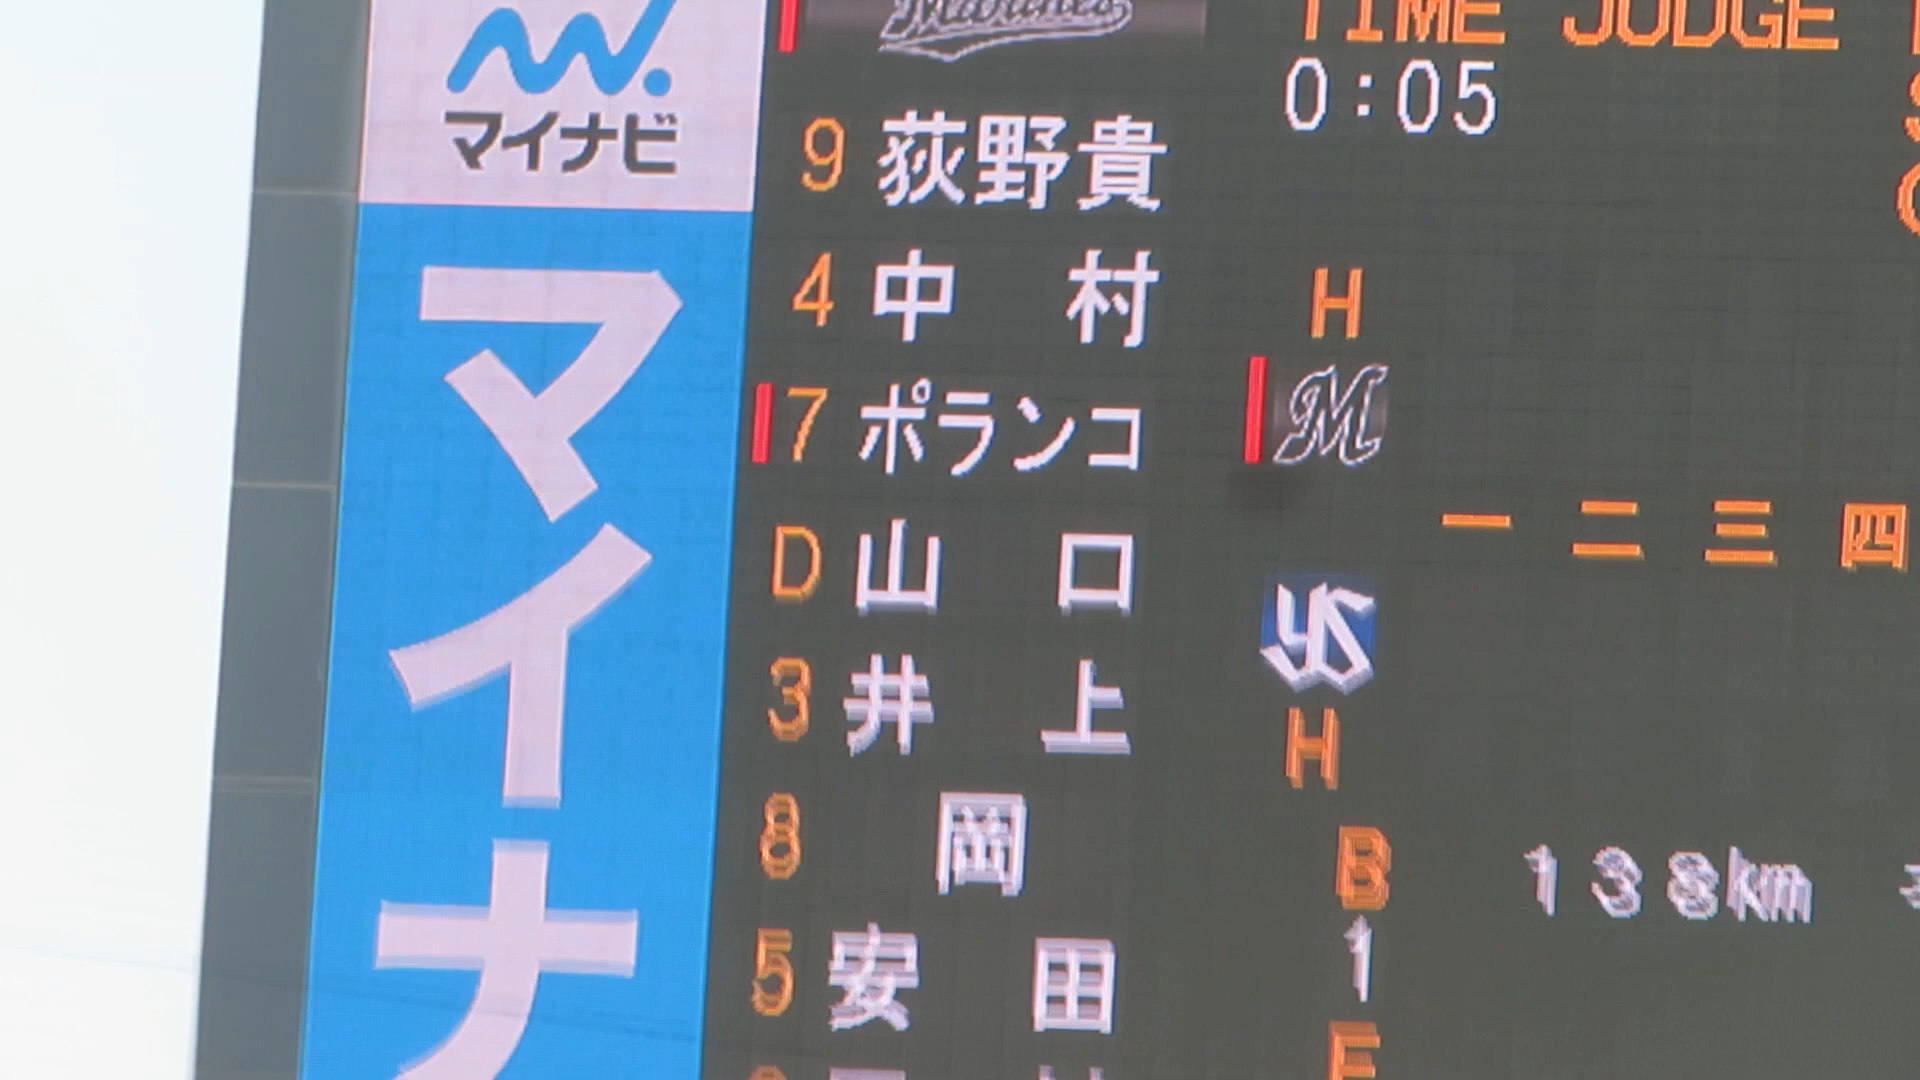 マイナビ
マイナ
Marines
9 荻野貴
4 中村
7 ポランコ
D 山口
3 井上
8 岡
5 安田
TIME JUDGE
0:05
H
M
一 二 三 四
YS
H
B 138km
1
E